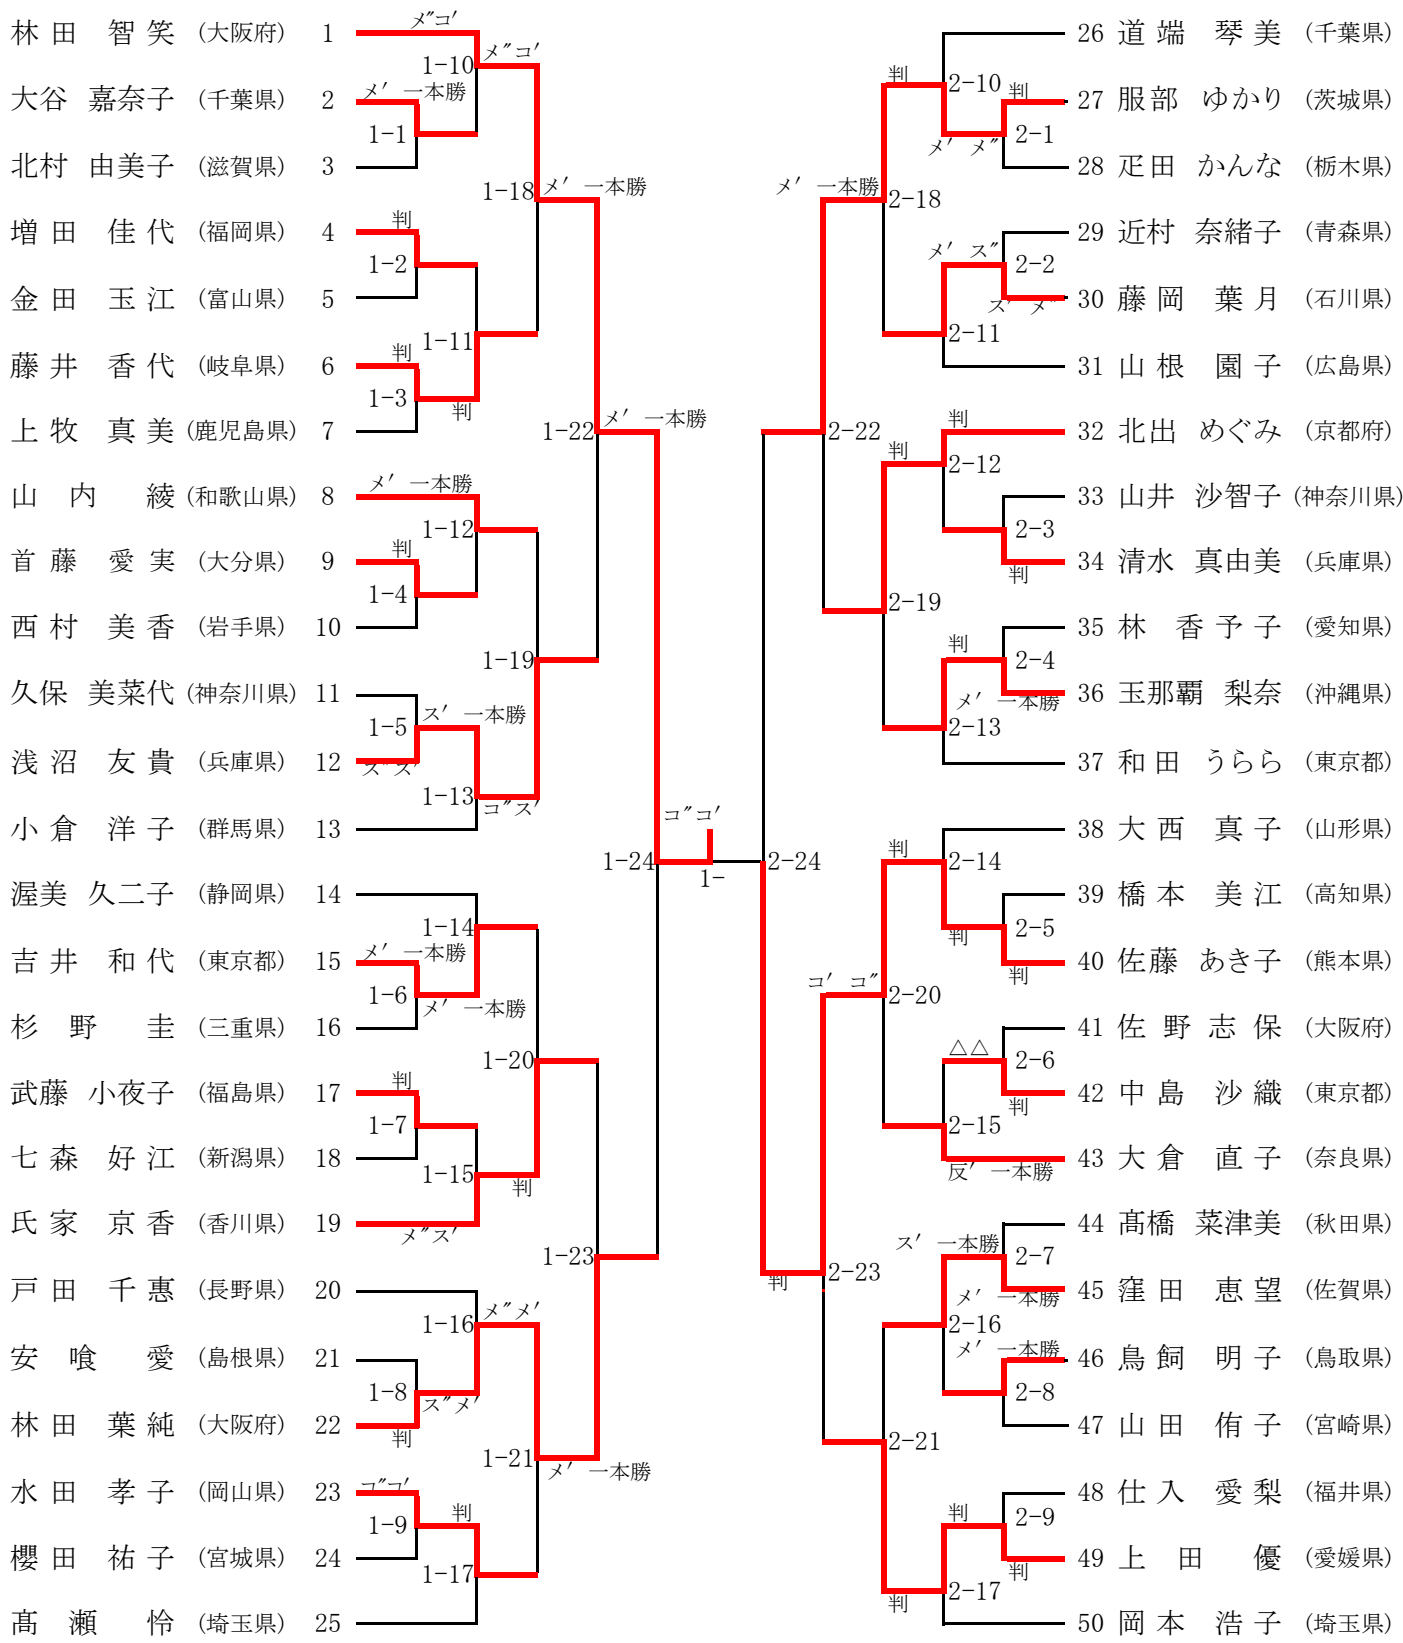 林田 智笑 (大阪府) 1
メ″コ′
1-10
メ″コ′
大谷 嘉奈子 (千葉県) 2
メ′ 一本勝
1-1
北村 由美子 (滋賀県) 3
1-18
メ′ 一本勝
増田 佳代 (福岡県) 4
判
1-2
金田 玉江 (富山県) 5
1-11
藤井 香代 (岐阜県) 6
判
1-3
判
上牧 真美 (鹿児島県) 7
1-22
メ′ 一本勝
山内 綾 (和歌山県) 8
メ′ 一本勝
1-12
首藤 愛実 (大分県) 9
判
1-4
西村 美香 (岩手県) 10
1-19
久保 美菜代 (神奈川県) 11
1-5
ス′ 一本勝
浅沼 友貴 (兵庫県) 12
ス″ス′
1-13
コ″ス′
小倉 洋子 (群馬県) 13
1-24
コ″コ′
1-
渥美 久二子 (静岡県) 14
1-14
吉井 和代 (東京都) 15
メ′ 一本勝
1-6
メ′ 一本勝
杉野 圭 (三重県) 16
1-20
武藤 小夜子 (福島県) 17
判
1-7
七森 好江 (新潟県) 18
1-15
判
氏家 京香 (香川県) 19
メ″ス′
1-23
戸田 千惠 (長野県) 20
1-16
メ″メ′
安喰 愛 (島根県) 21
1-8
ス″メ′
林田 葉純 (大阪府) 22
判
1-21
メ′ 一本勝
水田 孝子 (岡山県) 23
コ″コ′
1-9
判
櫻田 祐子 (宮城県) 24
1-17
髙瀬 怜 (埼玉県) 25
26 道端 琴美 (千葉県)
判
2-10
27 服部 ゆかり (茨城県)
判
2-1
メ′ メ″
28 疋田 かんな (栃木県)
メ′ 一本勝
2-18
29 近村 奈緒子 (青森県)
メ′ ス″
2-2
30 藤岡 葉月 (石川県)
ス′ メ″
2-11
31 山根 園子 (広島県)
2-22
32 北出 めぐみ (京都府)
判
判
2-12
33 山井 沙智子 (神奈川県)
2-3
34 清水 真由美 (兵庫県)
判
2-19
35 林 香予子 (愛知県)
判
2-4
36 玉那覇 梨奈 (沖縄県)
メ′ 一本勝
2-13
37 和田 うらら (東京都)
2-24
38 大西 真子 (山形県)
判
2-14
39 橋本 美江 (高知県)
判
2-5
40 佐藤 あき子 (熊本県)
判
コ′ コ″
2-20
41 佐野志保 (大阪府)
△△
2-6
42 中島 沙織 (東京都)
判
2-15
43 大倉 直子 (奈良県)
反′ 一本勝
44 髙橋 菜津美 (秋田県)
ス′ 一本勝
2-7
判
2-23
45 窪田 恵望 (佐賀県)
メ′ 一本勝
2-16
メ′ 一本勝
46 鳥飼 明子 (鳥取県)
2-8
47 山田 侑子 (宮崎県)
2-21
48 仕入 愛梨 (福井県)
判
2-9
49 上田 優 (愛媛県)
判
判
2-17
50 岡本 浩子 (埼玉県)